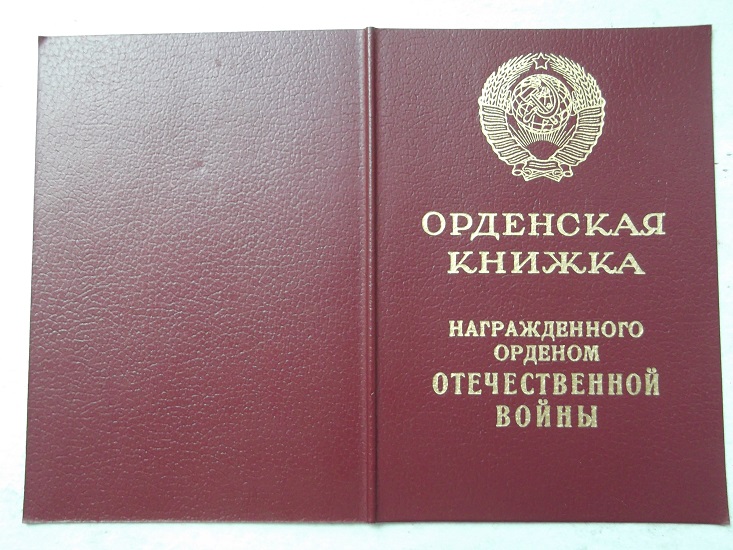 ОРДЕНСКАЯ
КНИЖКА
НАГРАЖДЕННОГО
ОРДЕНОМ
ОТЕЧЕСТВЕННОЙ
ВОЙНЫ